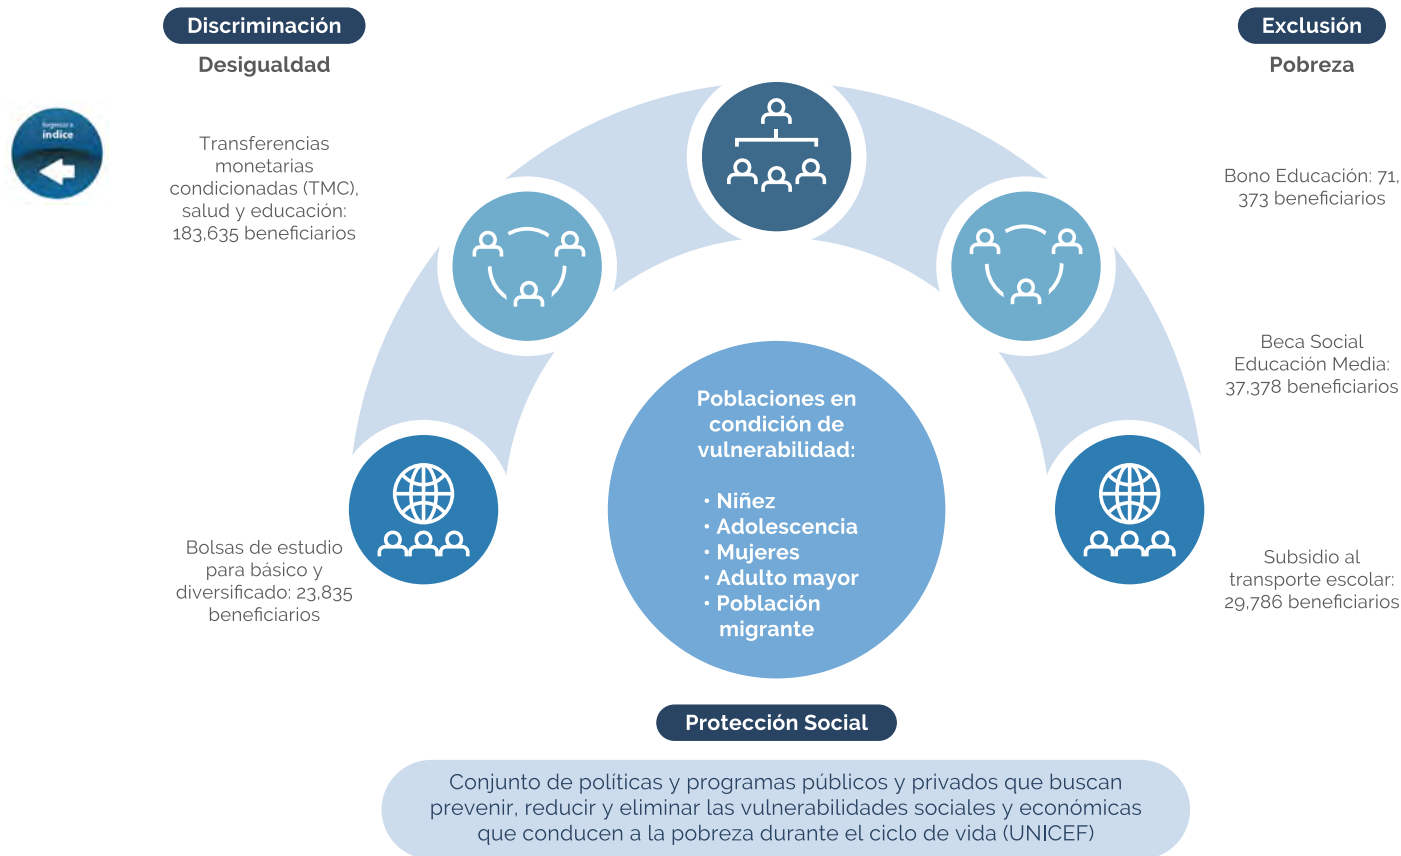 Discriminación
Desigualdad
Regresar a
índice
Transferencias
monetarias
condicionadas (TMC),
salud y educación:
183,635 beneficiarios
Bolsas de estudio
para básico y
diversificado: 23,835
beneficiarios
Exclusión
Pobreza
Bono Educación: 71,
373 beneficiarios
Beca Social
Educación Media:
37,378 beneficiarios
Subsidio al
transporte escolar:
29,786 beneficiarios
Poblaciones en
condición de
vulnerabilidad:
• Niñez
• Adolescencia
• Mujeres
• Adulto mayor
• Población
migrante
Protección Social
Conjunto de políticas y programas públicos y privados que buscan
prevenir, reducir y eliminar las vulnerabilidades sociales y económicas
que conducen a la pobreza durante el ciclo de vida (UNICEF)